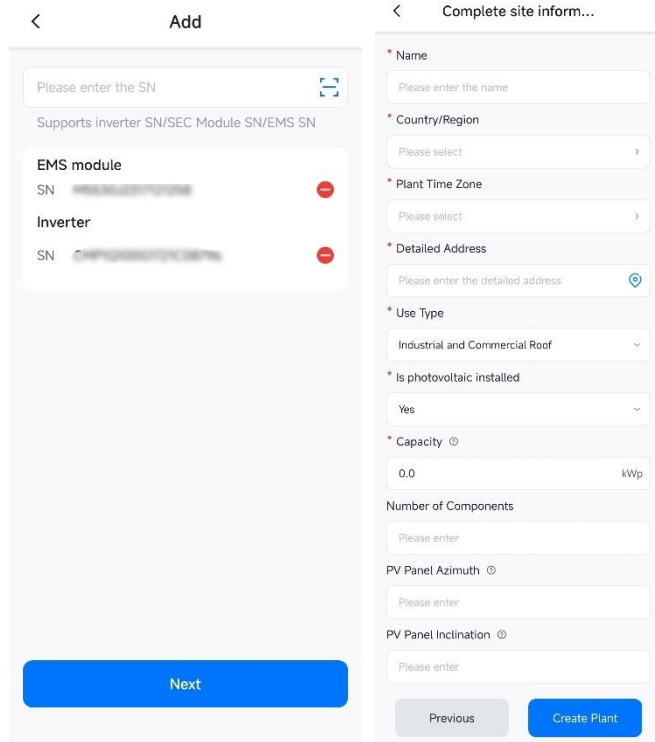 Add
Please enter the SN
Supports inverter SN/SEC Module SN/EMS SN
EMS module
SN
Inverter
SN
Next
Complete site inform...
* Name
Please enter the name
* Country/Region
Please select
* Plant Time Zone
Please select
* Detailed Address
Please enter the detailed address
* Use Type
Industrial and Commercial Roof
* Is photovoltaic installed
Yes
* Capacity ?
0.0 kWp
Number of Components
Please enter
PV Panel Azimuth ?
Please enter
PV Panel Inclination ?
Please enter
Previous Create Plant